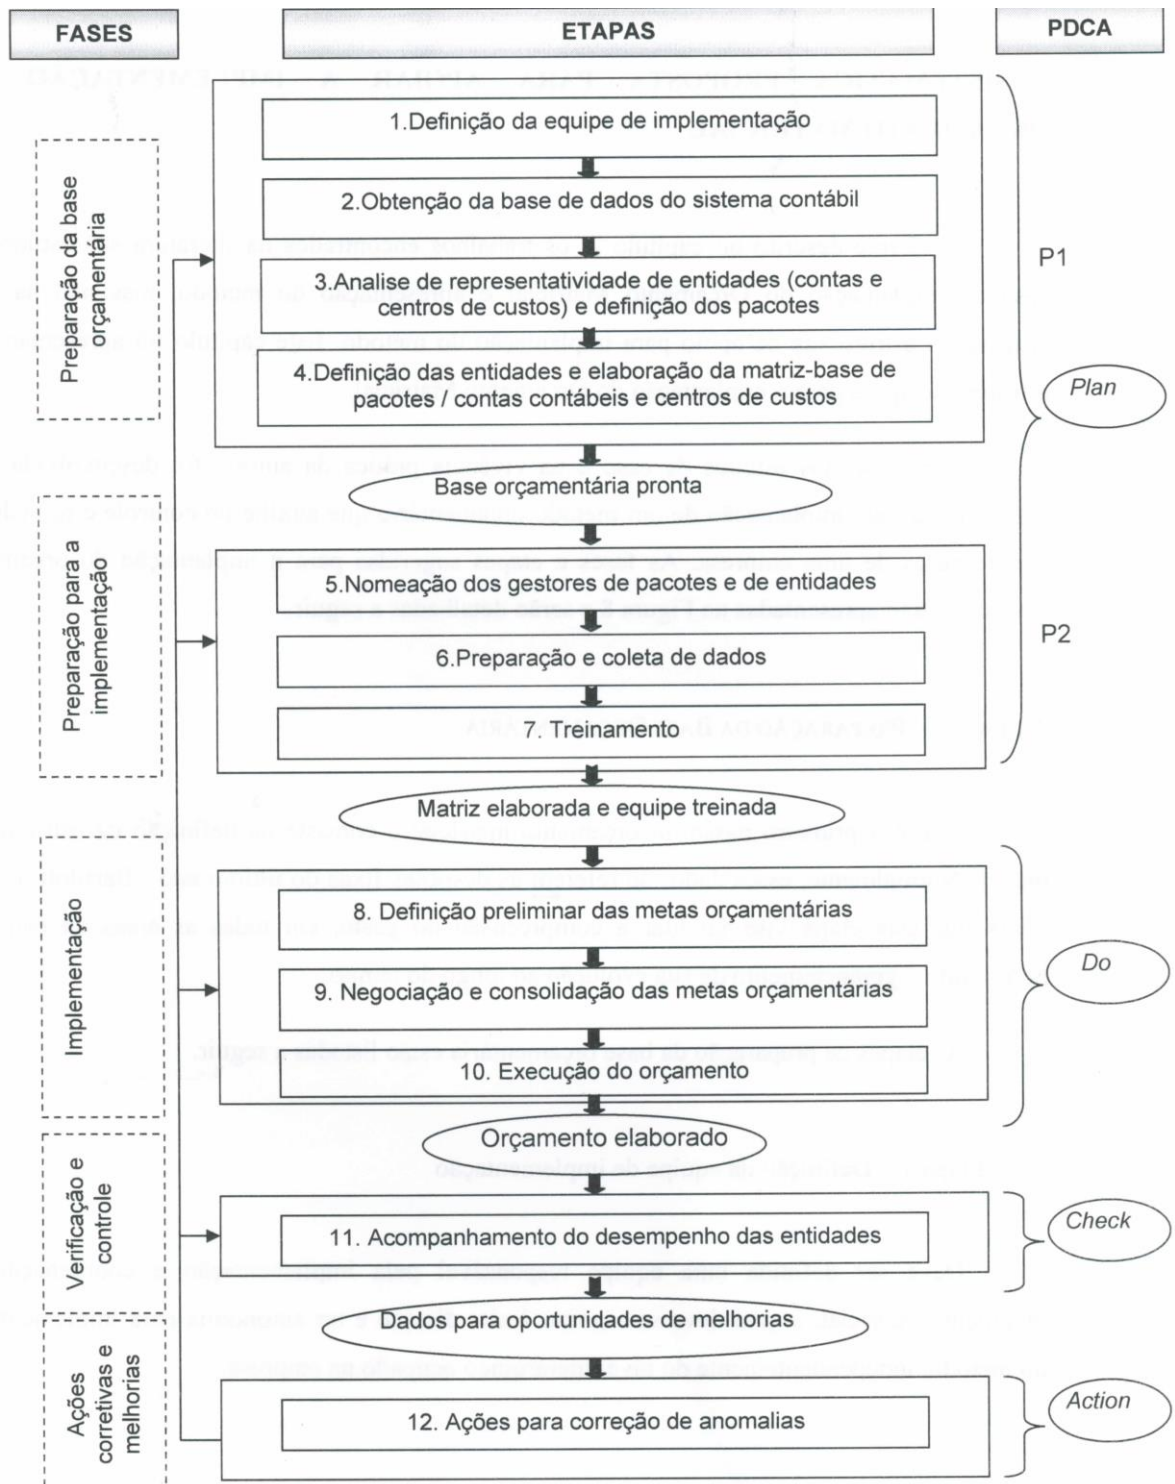 FASES
ETAPAS
PDCA
Preparação da base
orçamentária
1.Definição da equipe de implementação
2.Obtenção da base de dados do sistema contábil
3.Analise de representatividade de entidades (contas e
centros de custos) e definição dos pacotes
4.Definição das entidades e elaboração da matriz-base de
pacotes / contas contábeis e centros de custos
P1
Plan
Base orçamentária pronta
Preparação para a
implementação
5.Nomeação dos gestores de pacotes e de entidades
6.Preparação e coleta de dados
7. Treinamento
P2
Matriz elaborada e equipe treinada
Implementação
8. Definição preliminar das metas orçamentárias
9. Negociação e consolidação das metas orçamentárias
10. Execução do orçamento
Do
Orçamento elaborado
Verificação e
controle
11. Acompanhamento do desempenho das entidades
Check
Dados para oportunidades de melhorias
Ações
corretivas e
melhorias
12. Ações para correção de anomalias
Action